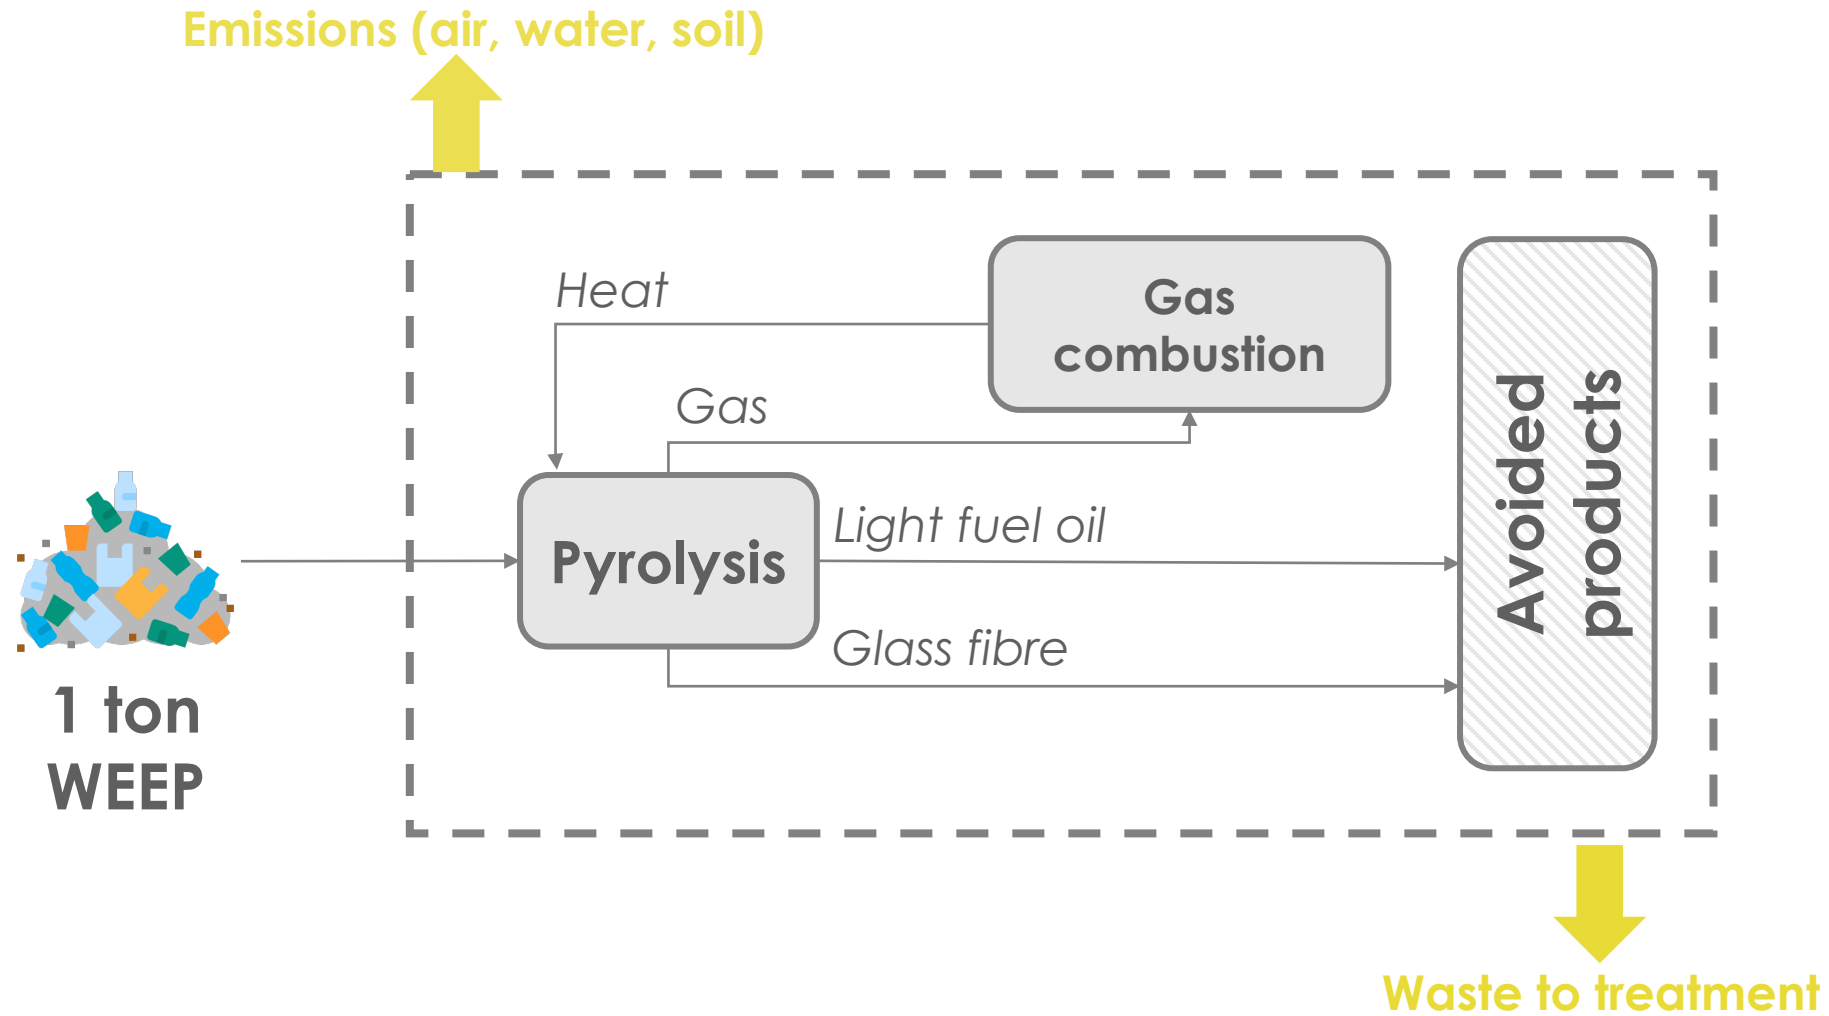 Emissions (air, water, soil)
Heat
Gas
combustion
Gas
Avoided
products
Light fuel oil
Pyrolysis
Glass fibre
1 ton
WEEP
Waste to treatment